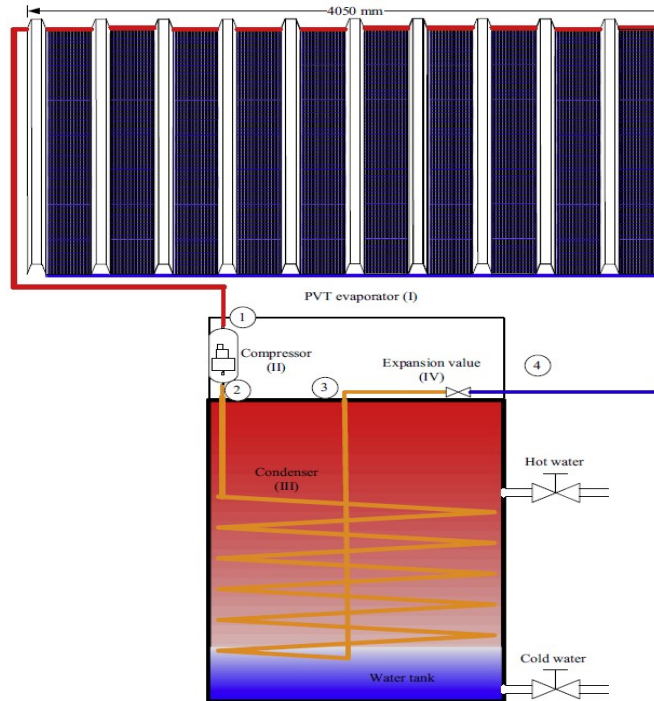 4050 mm
PVT evaporator (I)
1
Compressor
(II)
Expansion value
(IV)
4
2
3
Condenser
(III)
Hot water
Cold water
Water tank